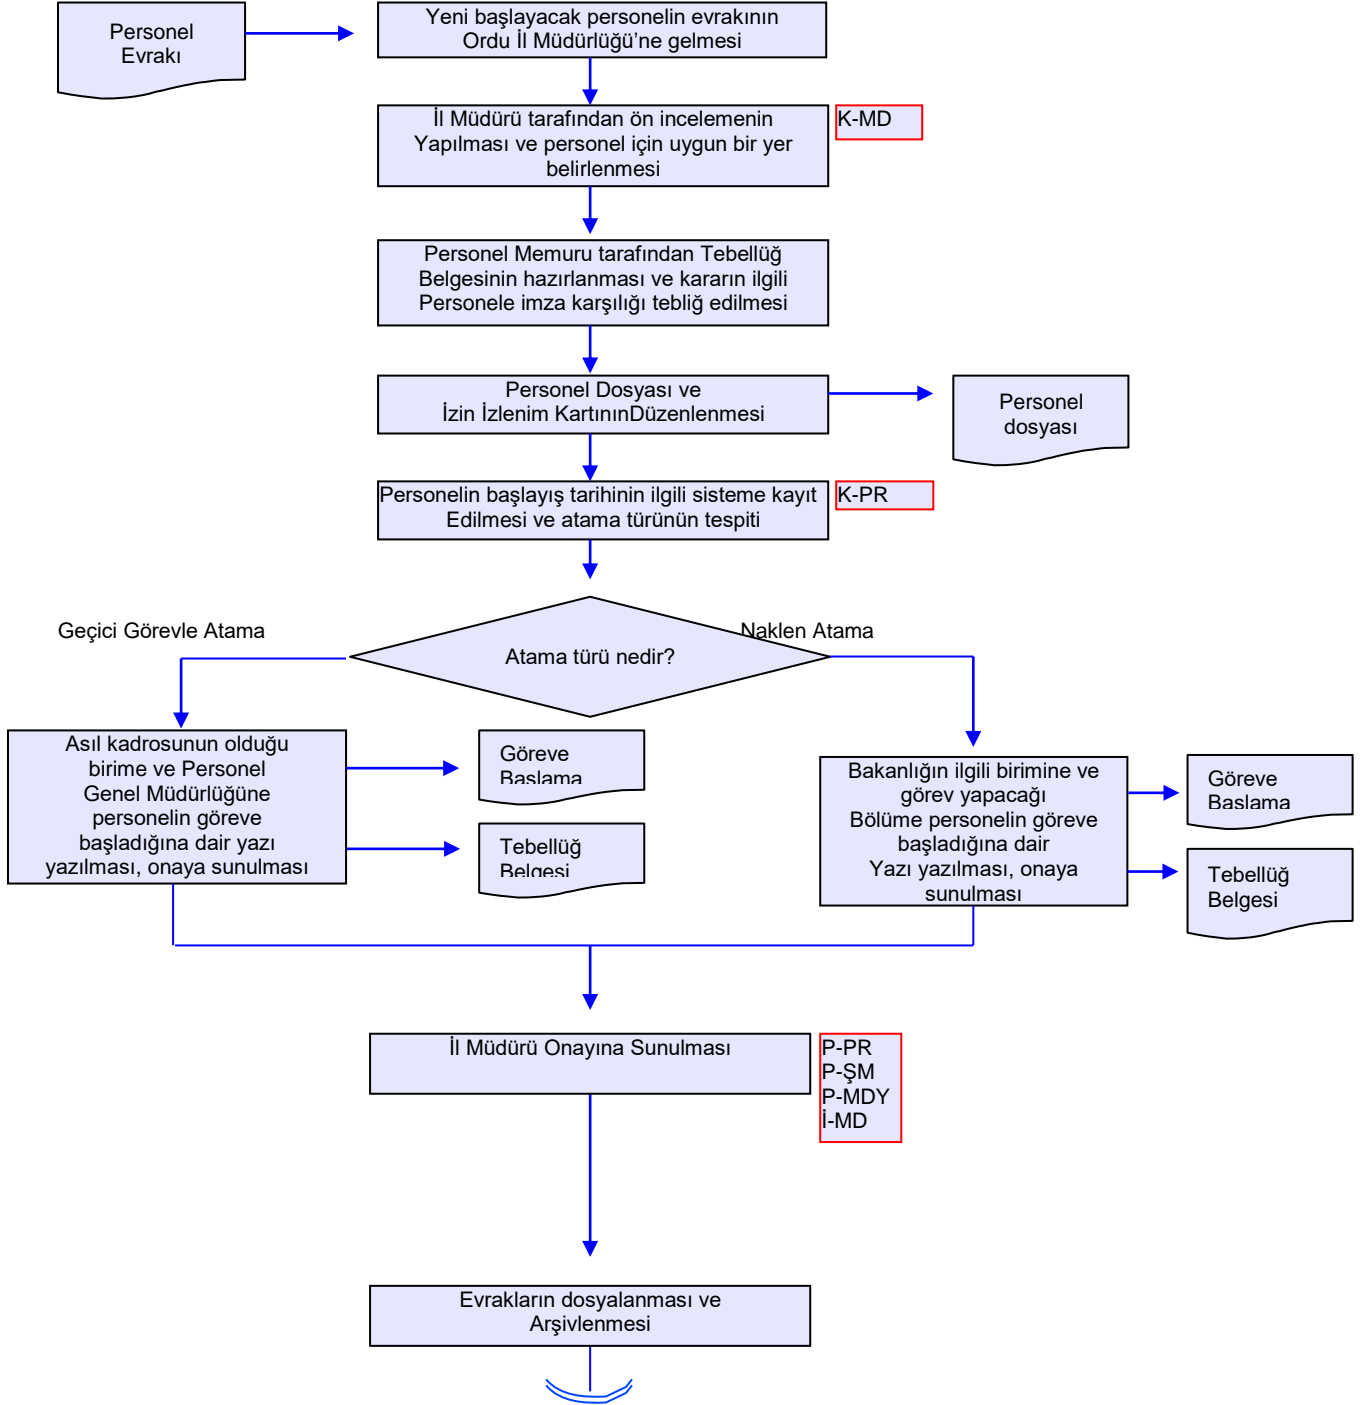 Personel
Evrakı
Yeni başlayacak personelin evrakının
Ordu İl Müdürlüğü’ne gelmesi
İl Müdürü tarafından ön incelemenin
Yapılması ve personel için uygun bir yer
belirlenmesi
K-MD
Personel Memuru tarafından Tebellüğ
Belgesinin hazırlanması ve kararın ilgili
Personele imza karşılığı tebliğ edilmesi
Personel Dosyası ve
İzin İzlenim KartınınDüzenlenmesi
Personel
dosyası
Personelin başlayış tarihinin ilgili sisteme kayıt
Edilmesi ve atama türünün tespiti
K-PR
Geçici Görevle Atama
Naklen Atama
Atama türü nedir?
Asıl kadrosunun olduğu
birime ve Personel
Genel Müdürlüğüne
personelin göreve
başladığına dair yazı
yazılması, onaya sunulması
Göreve
Başlama
Tebellüğ
Belgesi
Bakanlığın ilgili birimine ve
görev yapacağı
Bölüme personelin göreve
başladığına dair
Yazı yazılması, onaya
sunulması
Göreve
Başlama
Tebellüğ
Belgesi
İl Müdürü Onayına Sunulması
P-PR
P-ŞM
P-MDY
İ-MD
Evrakların dosyalanması ve
Arşivlenmesi